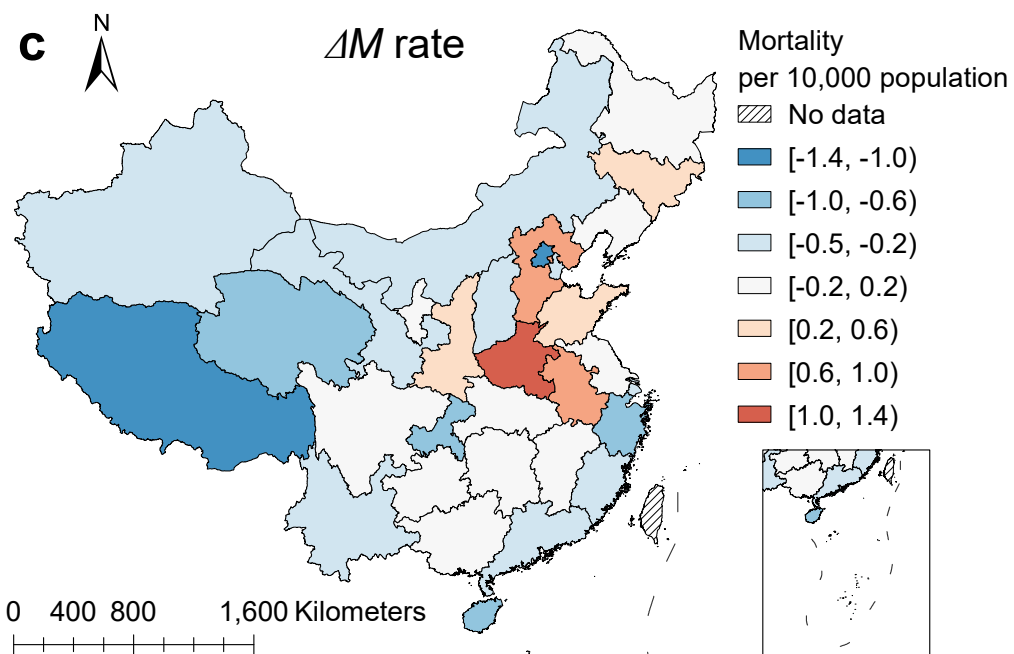 c
N
ΔM rate
Mortality
per 10,000 population
No data
[-1.4, -1.0)
[-1.0, -0.6)
[-0.5, -0.2)
[-0.2, 0.2)
[0.2, 0.6)
[0.6, 1.0)
[1.0, 1.4)
0 400 800 1,600 Kilometers